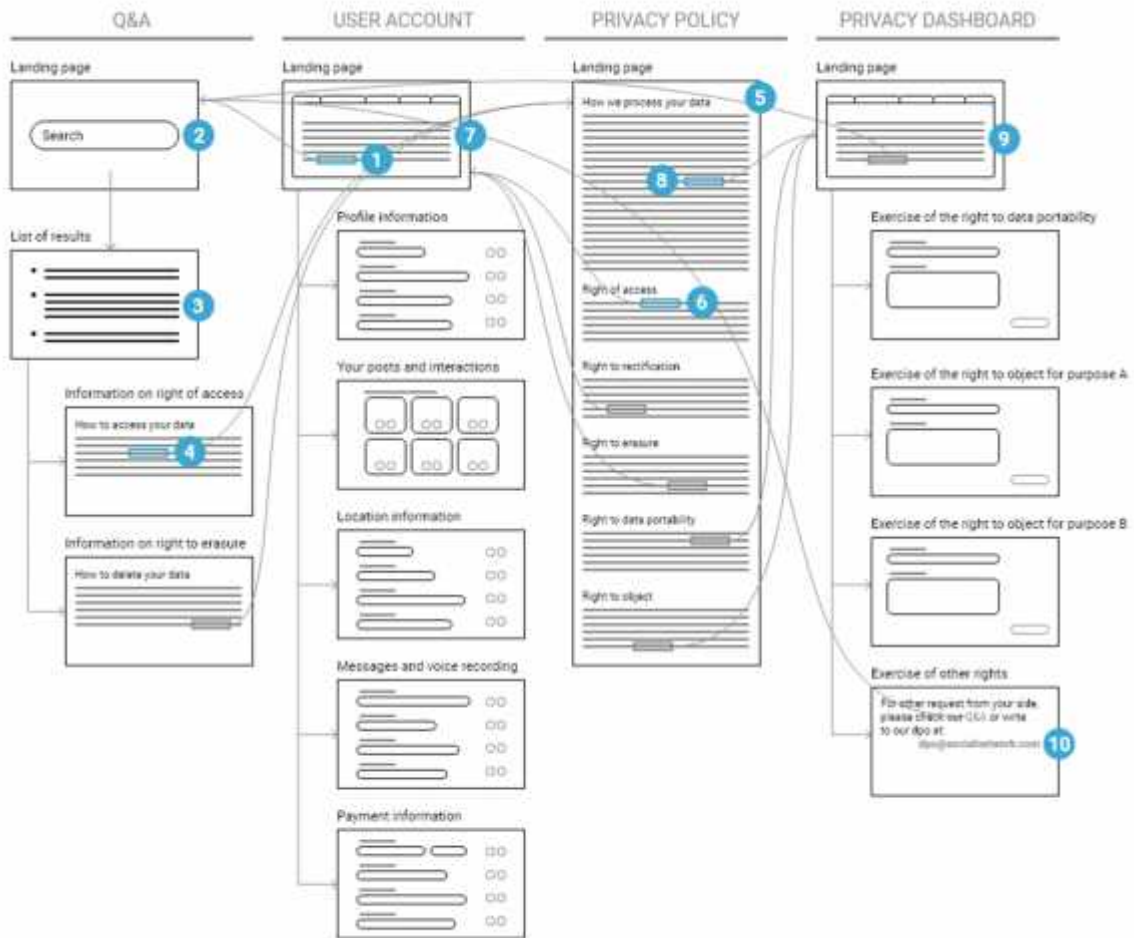 Q&A
USER ACCOUNT
PRIVACY POLICY
PRIVACY DASHBOARD
Landing page
Search
2
List of results
3
Information on right of access
How to access your data
4
Information on right to erasure
How to delete your data
Landing page
7
1
Profile information
Your posts and interactions
Location information
Messages and voice recording
Payment information
Landing page
How we process your data
5
8
Right of access
6
Right to rectification
Right to erasure
Right to data portability
Right to object
Landing page
9
Exercise of the right to data portability
Exercise of the right to object for purpose A
Exercise of the right to object for purpose B
Exercise of other rights
For other request from your side,
please check our Q&A or write
to our dpo at:
dpo@socialnetwork.com
10